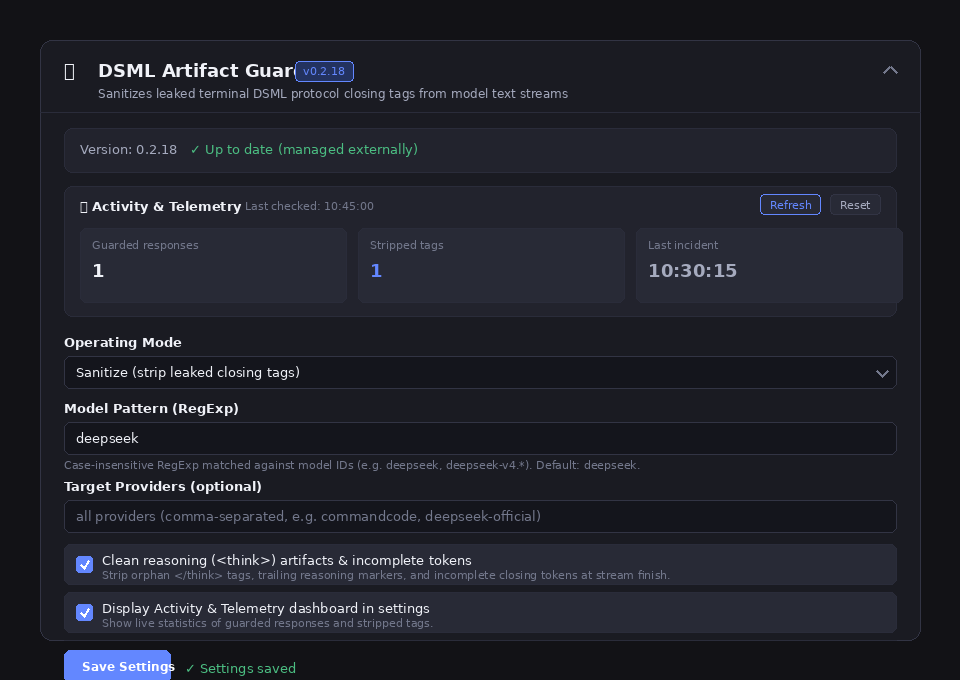 DSML Artifact Guard v0.2.18
Sanitizes leaked terminal DSML protocol closing tags from model text streams
Version: 0.2.18 ✓ Up to date (managed externally)
Activity & Telemetry Last checked: 10:45:00 Refresh Reset
Guarded responses Stripped tags Last incident
1 1 10:30:15
Operating Mode
Sanitize (strip leaked closing tags)
Model Pattern (RegExp)
deepseek
Case-insensitive RegExp matched against model IDs (e.g. deepseek, deepseek-v4.*). Default: deepseek.
Target Providers (optional)
all providers (comma-separated, e.g. commandcode, deepseek-official)
Clean reasoning (<think>) artifacts & incomplete tokens
Strip orphan </think> tags, trailing reasoning markers, and incomplete closing tokens at stream finish.
Display Activity & Telemetry dashboard in settings
Show live statistics of guarded responses and stripped tags.
Save Settings ✓ Settings saved